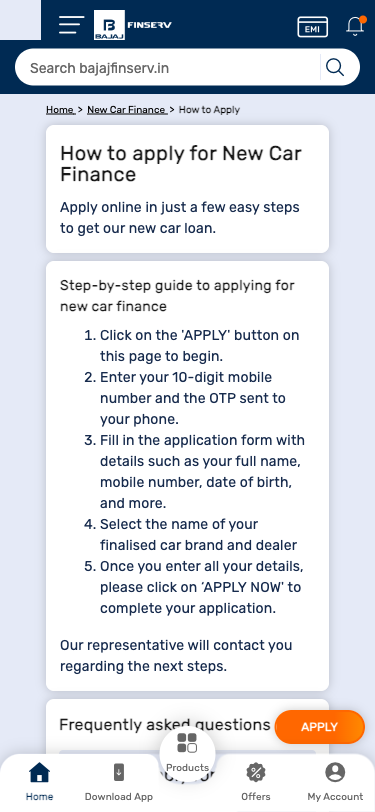 BAJAJ FINSERV
EMI
Search bajajfinserv.in
Home > New Car Finance > How to Apply
How to apply for New Car
Finance
Apply online in just a few easy steps
to get our new car loan.
Step-by-step guide to applying for
new car finance
1. Click on the 'APPLY' button on
this page to begin.
2. Enter your 10-digit mobile
number and the OTP sent to
your phone.
3. Fill in the application form with
details such as your full name,
mobile number, date of birth,
and more.
4. Select the name of your
finalised car brand and dealer
5. Once you enter all your details,
please click on ‘APPLY NOW’ to
complete your application.
Our representative will contact you
regarding the next steps.
Frequently asked questions
APPLY
Products
Home
Download App
Offers
My Account